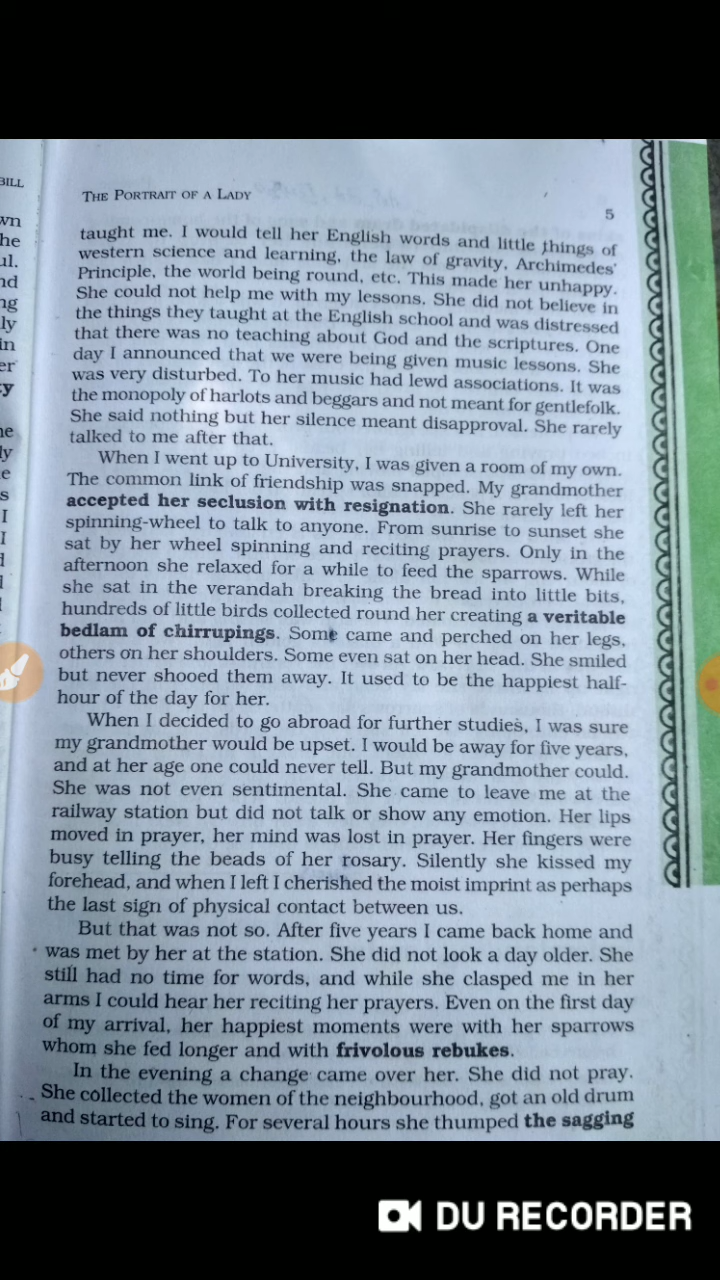 BILL
wn
he
ul.
nd
ng
ly
in
er
y
ne
ly
e
s
I
I
THE PORTRAIT OF A LADY
5
taught me. I would tell her English words and little things of
western science and learning, the law of gravity, Archimedes'
Principle, the world being round, etc. This made her unhappy.
She could not help me with my lessons. She did not believe in
the things they taught at the English school and was distressed
that there was no teaching about God and the scriptures. One
day I announced that we were being given music lessons. She
was very disturbed. To her music had lewd associations. It was
the monopoly of harlots and beggars and not meant for gentlefolk.
She said nothing but her silence meant disapproval. She rarely
talked to me after that.
When I went up to University, I was given a room of my own.
The common link of friendship was snapped. My grandmother
accepted her seclusion with resignation. She rarely left her
spinning-wheel to talk to anyone. From sunrise to sunset she
sat by her wheel spinning and reciting prayers. Only in the
afternoon she relaxed for a while to feed the sparrows. While
she sat in the verandah breaking the bread into little bits,
hundreds of little birds collected round her creating a veritable
bedlam of chirrupings. Some came and perched on her legs,
others on her shoulders. Some even sat on her head. She smiled
but never shooed them away. It used to be the happiest half-
hour of the day for her.
When I decided to go abroad for further studies, I was sure
my grandmother would be upset. I would be away for five years,
and at her age one could never tell. But my grandmother could.
She was not even sentimental. She came to leave me at the
railway station but did not talk or show any emotion. Her lips
moved in prayer, her mind was lost in prayer. Her fingers were
busy telling the beads of her rosary. Silently she kissed my
forehead, and when I left I cherished the moist imprint as perhaps
the last sign of physical contact between us.
But that was not so. After five years I came back home and
was met by her at the station. She did not look a day older. She
still had no time for words, and while she clasped me in her
arms I could hear her reciting her prayers. Even on the first day
of my arrival, her happiest moments were with her sparrows
whom she fed longer and with frivolous rebukes.
In the evening a change came over her. She did not pray.
She collected the women of the neighbourhood, got an old drum
and started to sing. For several hours she thumped the sagging
DU RECORDER